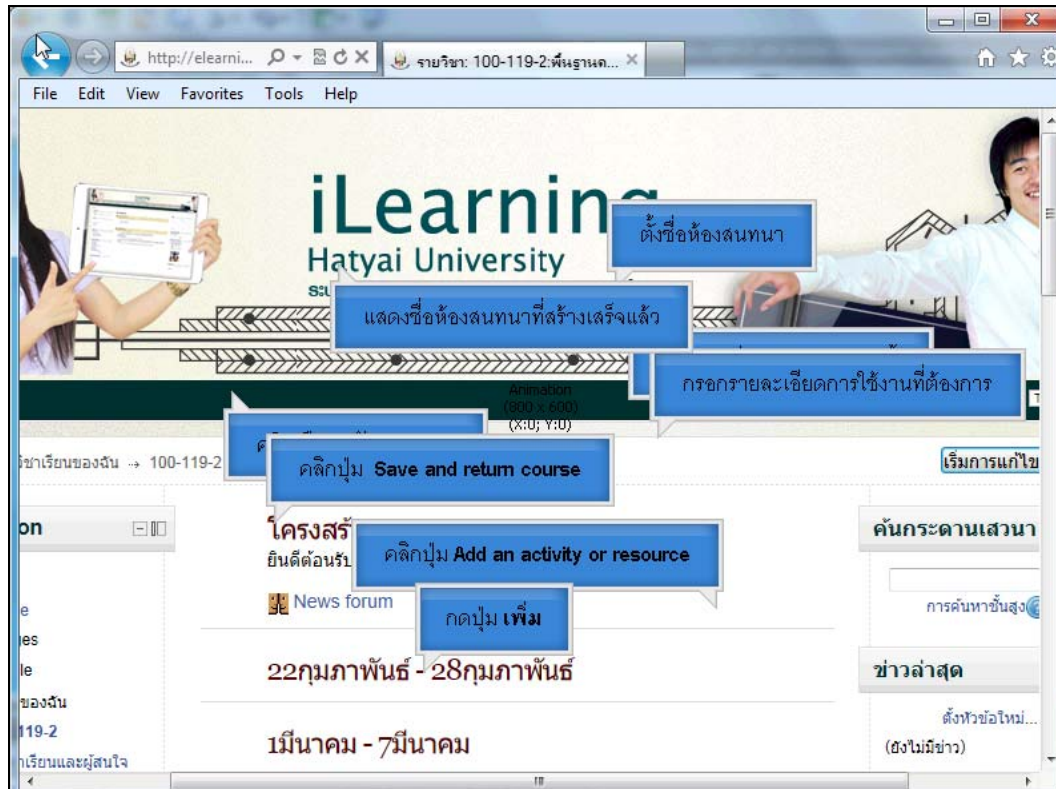 http://elearni...
รายวิชา: 100-119-2:พื้นฐานค...
File Edit View Favorites Tools Help
iLearning
Hatyai University
ตั้งชื่อห้องสนทนา
แสดงชื่อห้องสนทนาที่สร้างเสร็จแล้ว
กรอกรายละเอียดการใช้งานที่ต้องการ
Animation
(800 x 600)
(X:0; Y:0)
100-119-2
คลิกปุ่ม Save and return course
เริ่มการแก้ไข
โครงสร้
ยินดีต้อนรับ
คลิกปุ่ม Add an activity or resource
ค้นกระดานเสวนา
News forum
กดปุ่ม เพิ่ม
การค้นหาชั้นสูง
22กุมภาพันธ์ - 28กุมภาพันธ์
ข่าวล่าสุด
ของฉัน
119-2
ตั้งหัวข้อใหม่...
1มีนาคม - 7มีนาคม
(ยังไม่มีข่าว)